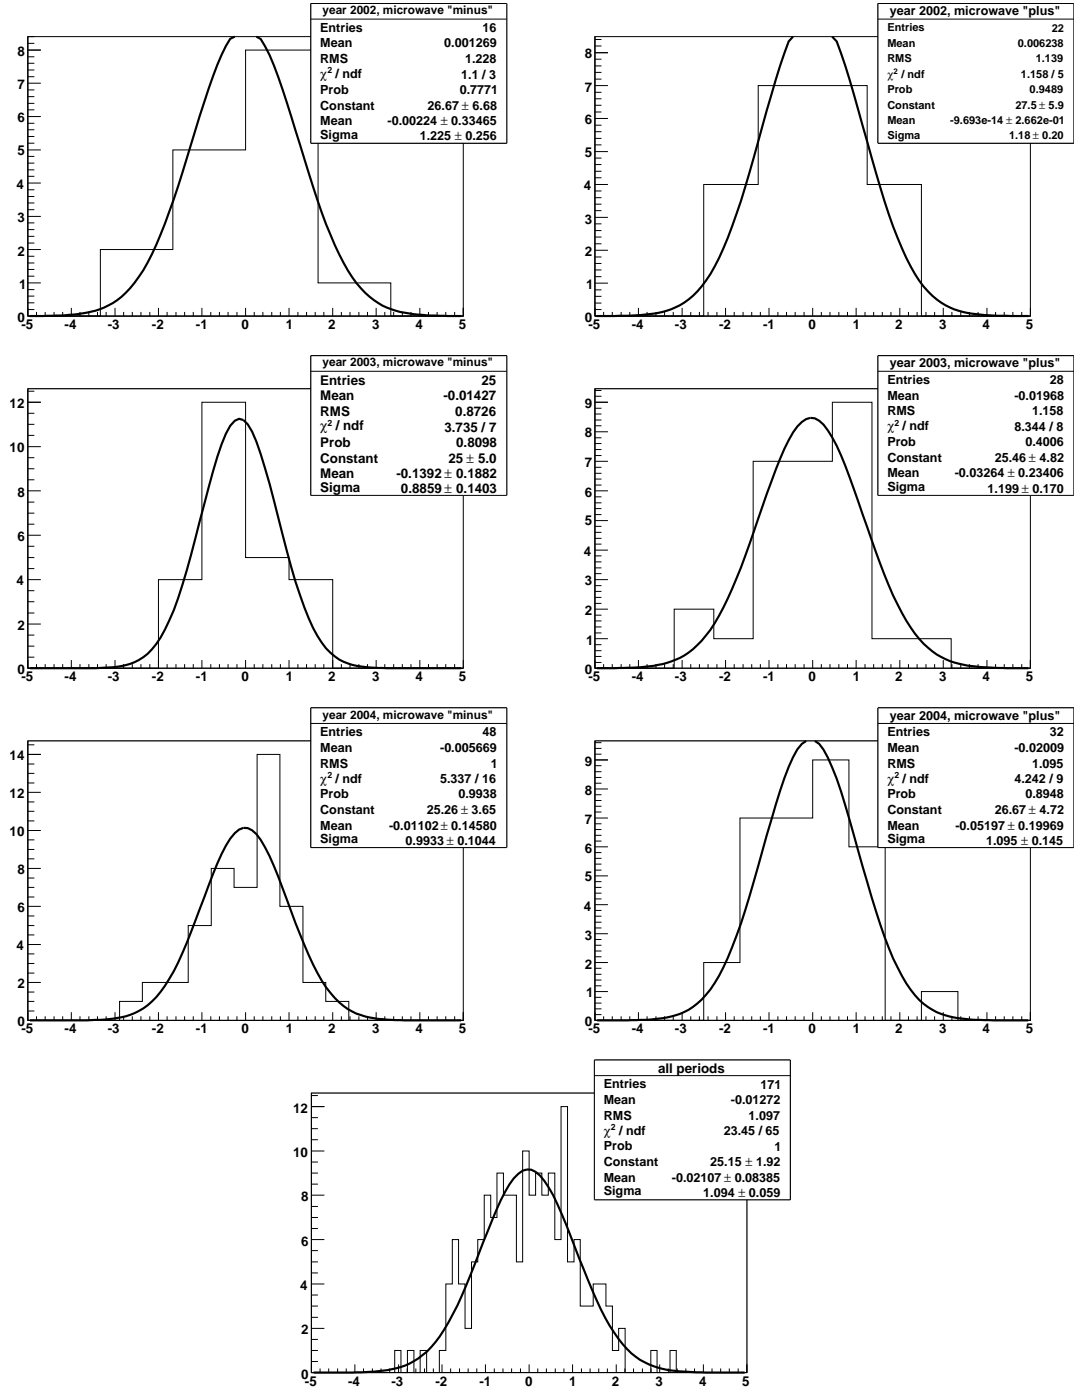 year 2002, microwave "minus"
Entries 16
Mean 0.001269
RMS 1.228
χ² / ndf 1.1 / 3
Prob 0.7771
Constant 26.67 ± 6.68
Mean -0.00224 ± 0.33465
Sigma 1.225 ± 0.256
8
7
6
5
4
3
2
1
0
-5 -4 -3 -2 -1 0 1 2 3 4 5
year 2002, microwave "plus"
Entries 22
Mean 0.006238
RMS 1.139
χ² / ndf 1.158 / 5
Prob 0.9489
Constant 27.5 ± 5.9
Mean -9.693e-14 ± 2.662e-01
Sigma 1.18 ± 0.20
8
7
6
5
4
3
2
1
0
-5 -4 -3 -2 -1 0 1 2 3 4 5
year 2003, microwave "minus"
Entries 25
Mean -0.01427
RMS 0.8726
χ² / ndf 3.735 / 7
Prob 0.8098
Constant 25 ± 5.0
Mean -0.1392 ± 0.1882
Sigma 0.8859 ± 0.1403
12
10
8
6
4
2
0
-5 -4 -3 -2 -1 0 1 2 3 4 5
year 2003, microwave "plus"
Entries 28
Mean -0.01968
RMS 1.158
χ² / ndf 8.344 / 8
Prob 0.4006
Constant 25.46 ± 4.82
Mean -0.03264 ± 0.23406
Sigma 1.199 ± 0.170
9
8
7
6
5
4
3
2
1
0
-5 -4 -3 -2 -1 0 1 2 3 4 5
year 2004, microwave "minus"
Entries 48
Mean -0.005669
RMS 1
χ² / ndf 5.337 / 16
Prob 0.9938
Constant 25.26 ± 3.65
Mean -0.01102 ± 0.14580
Sigma 0.9933 ± 0.1044
14
12
10
8
6
4
2
0
-5 -4 -3 -2 -1 0 1 2 3 4 5
year 2004, microwave "plus"
Entries 32
Mean -0.02009
RMS 1.095
χ² / ndf 4.242 / 9
Prob 0.8948
Constant 26.67 ± 4.72
Mean -0.05197 ± 0.19969
Sigma 1.095 ± 0.145
9
8
7
6
5
4
3
2
1
0
-5 -4 -3 -2 -1 0 1 2 3 4 5
all periods
Entries 171
Mean -0.01272
RMS 1.097
χ² / ndf 23.45 / 65
Prob 1
Constant 25.15 ± 1.92
Mean -0.02107 ± 0.08385
Sigma 1.094 ± 0.059
12
10
8
6
4
2
0
-5 -4 -3 -2 -1 0 1 2 3 4 5